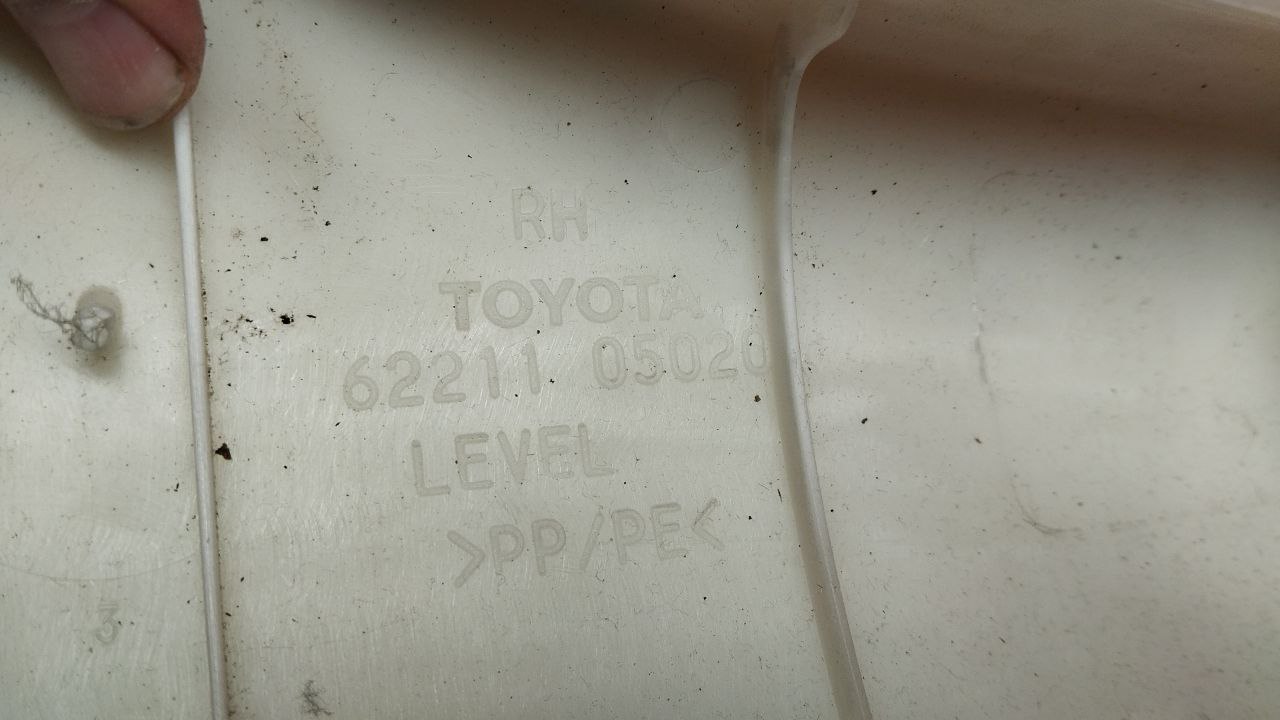 RH
TOYOTA
62211 05020
LEVEL
>PP/PE<
3